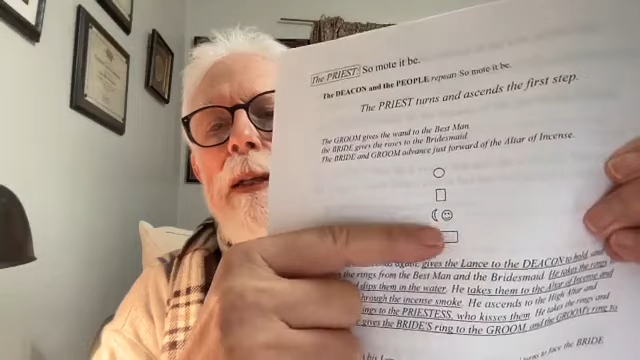 The PRIEST: So mote it be.
The DEACON and the PEOPLE repeat: So mote it be.
The PRIEST turns and ascends the first step.
The GROOM gives the wand to the Best Man.
the BRIDE gives the roses to the Bridesmaid.
The BRIDE and GROOM advance just forward of the Altar of Incense.
again, gives the Lance to the DEACON to hold, and
the rings from the Best Man and the Bridesmaid. He takes the rings
dips them in the water. He takes them to the Altar of Incense and
through the incense smoke. He ascends to the High Altar and
to the PRIESTESS, who kisses them. He takes the rings and
gives the BRIDE'S ring to the GROOM, and the GROOM'S ring to
turns to face the BRIDE